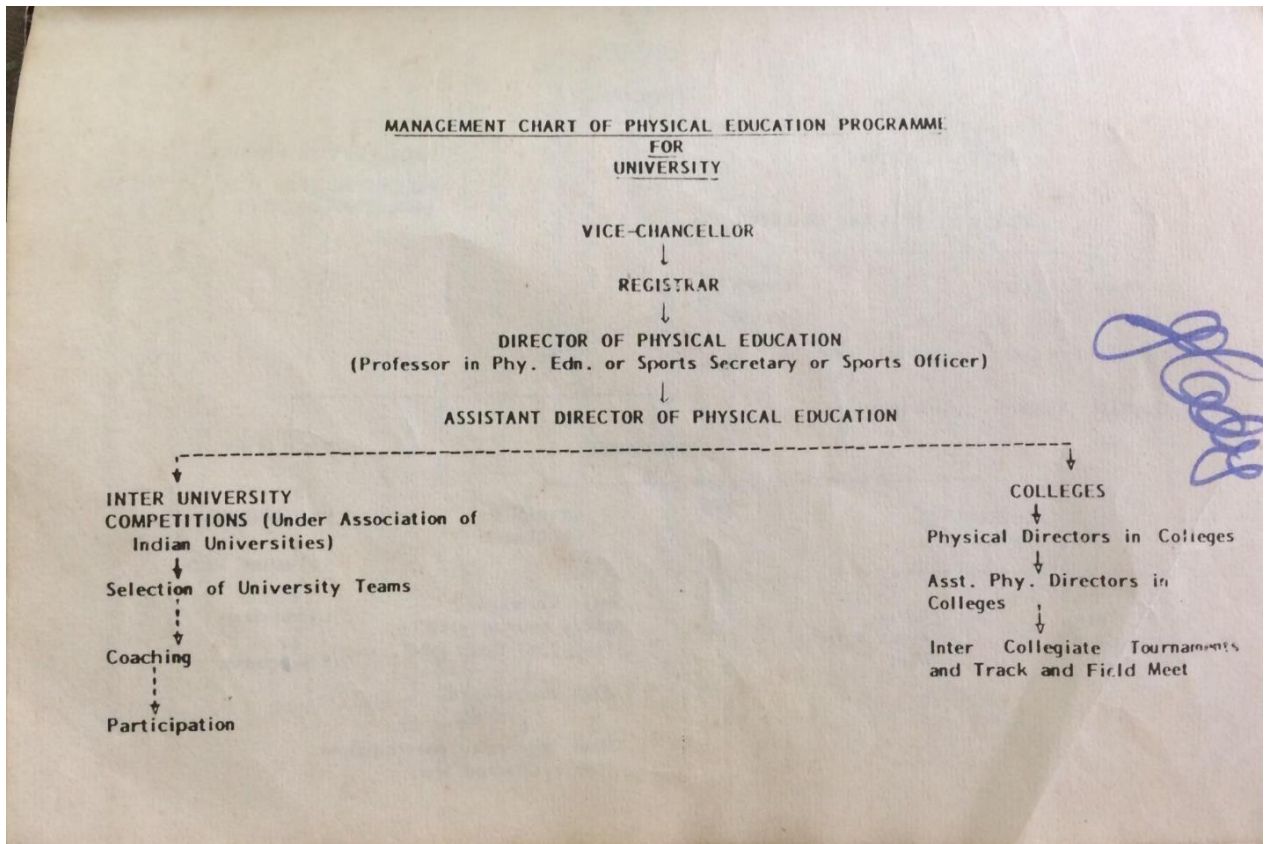 MANAGEMENT CHART OF PHYSICAL EDUCATION PROGRAMME
FOR
UNIVERSITY
VICE-CHANCELLOR
REGISTRAR
DIRECTOR OF PHYSICAL EDUCATION
(Professor in Phy. Edn. or Sports Secretary or Sports Officer)
ASSISTANT DIRECTOR OF PHYSICAL EDUCATION
INTER UNIVERSITY
COMPETITIONS (Under Association of
Indian Universities)
Selection of University Teams
Coaching
Participation
COLLEGES
Physical Directors in Colleges
Asst. Phy. Directors in
Colleges
Inter Collegiate Tournaments
and Track and Field Meet